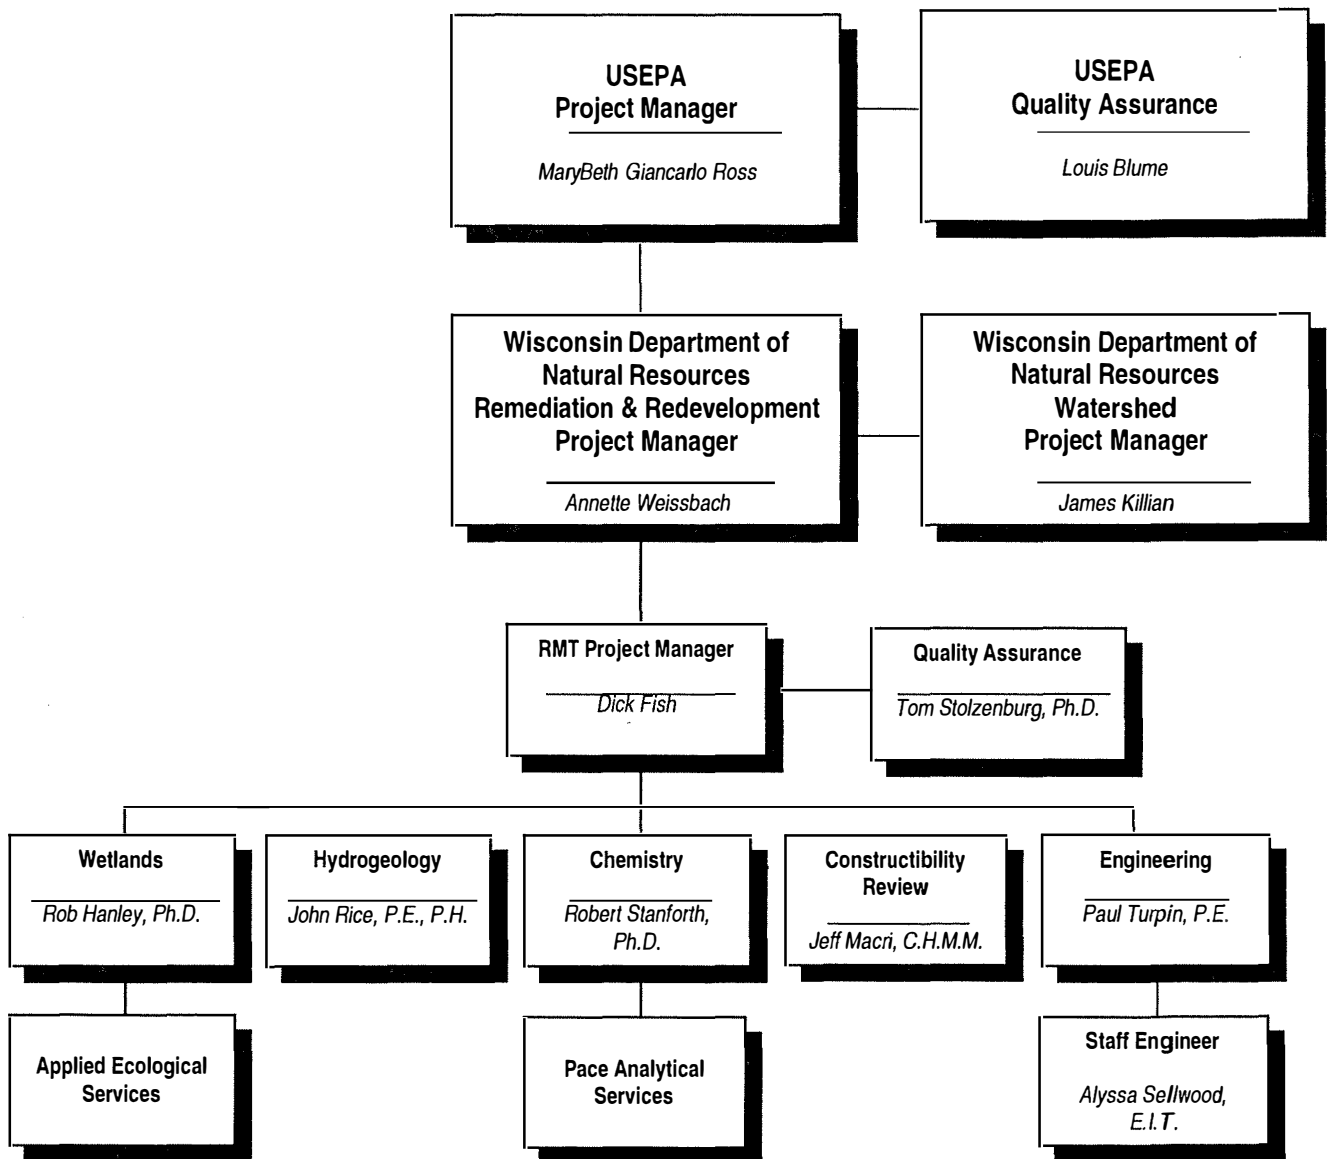 USEPA
Project Manager
MaryBeth Giancarlo Ross
USEPA
Quality Assurance
Louis Blume
Wisconsin Department of
Natural Resources
Remediation & Redevelopment
Project Manager
Annette Weissbach
Wisconsin Department of
Natural Resources
Watershed
Project Manager
James Killian
RMT Project Manager
Dick Fish
Quality Assurance
Tom Stolzenburg, Ph.D.
Wetlands
Rob Hanley, Ph.D.
Hydrogeology
John Rice, P.E., P.H.
Chemistry
Robert Stanforth,
Ph.D.
Constructibility
Review
Jeff Macri, C.H.M.M.
Engineering
Paul Turpin, P.E.
Applied Ecological
Services
Pace Analytical
Services
Staff Engineer
Alyssa Sellwood,
E.I.T.